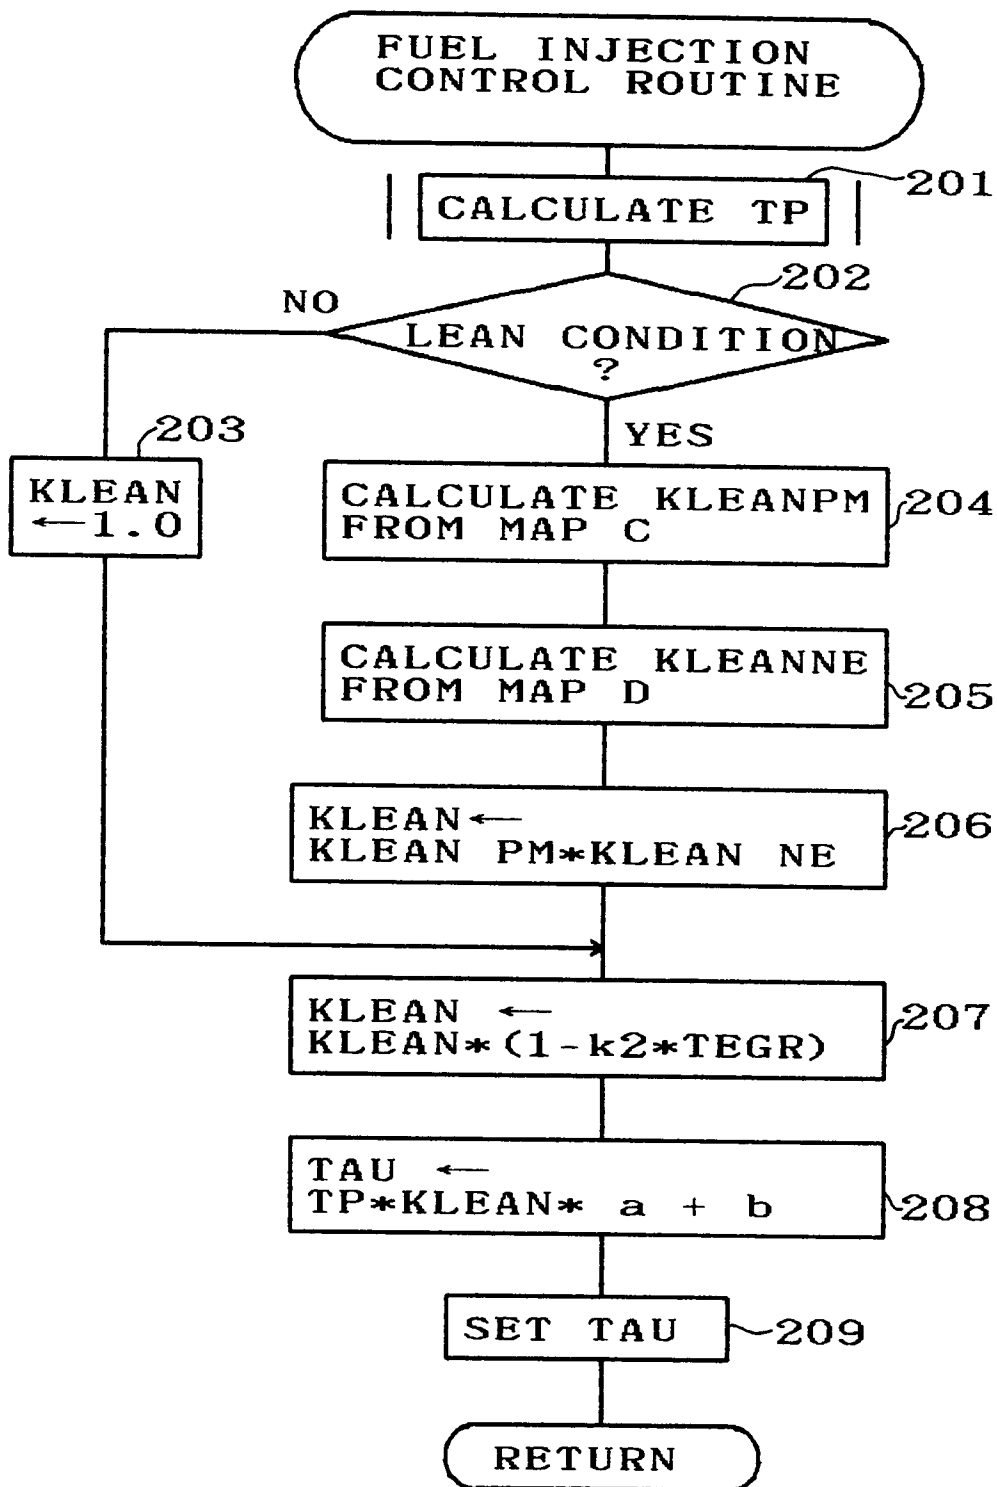 FUEL INJECTION
CONTROL ROUTINE
201
CALCULATE TP
202
NO
LEAN CONDITION
?
YES
203
KLEAN
←1.0
CALCULATE KLEANPM
FROM MAP C
204
CALCULATE KLEANNE
FROM MAP D
205
KLEAN←
KLEAN PM*KLEAN NE
206
KLEAN ←
KLEAN*(1-k2*TEGR)
207
TAU ←
TP*KLEAN* a + b
208
SET TAU
209
RETURN